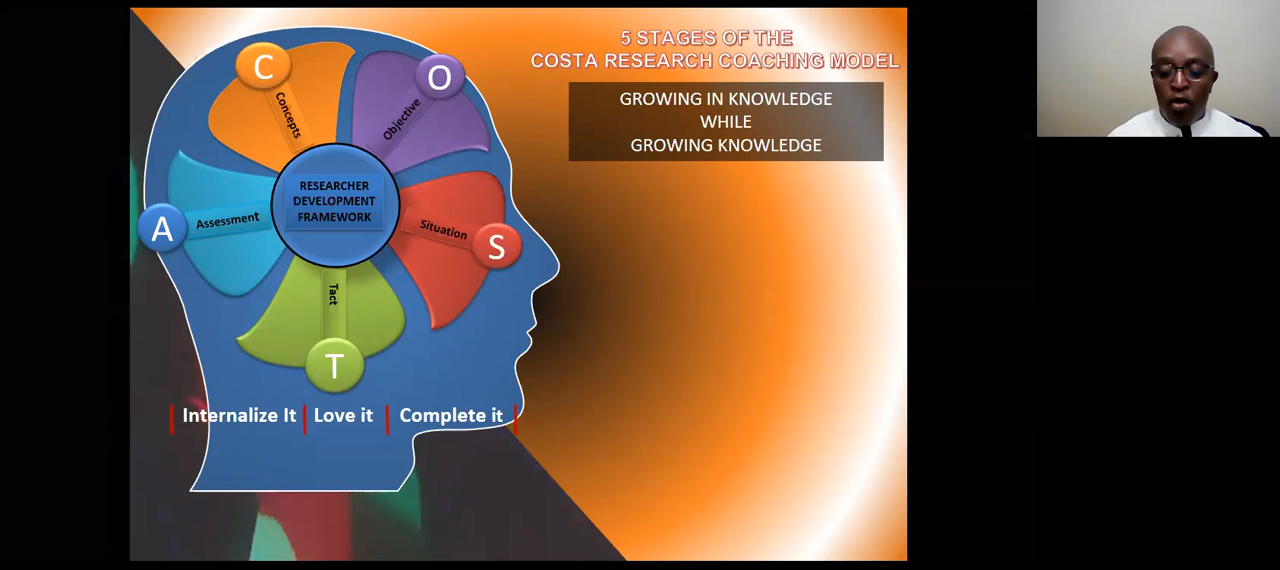 5 STAGES OF THE
COSTA RESEARCH COACHING MODEL
GROWING IN KNOWLEDGE
WHILE
GROWING KNOWLEDGE
C
Concepts
O
Objective
S
Situation
T
Tact
A
Assessment
RESEARCHER
DEVELOPMENT
FRAMEWORK
Internalize It
Love it
Complete it